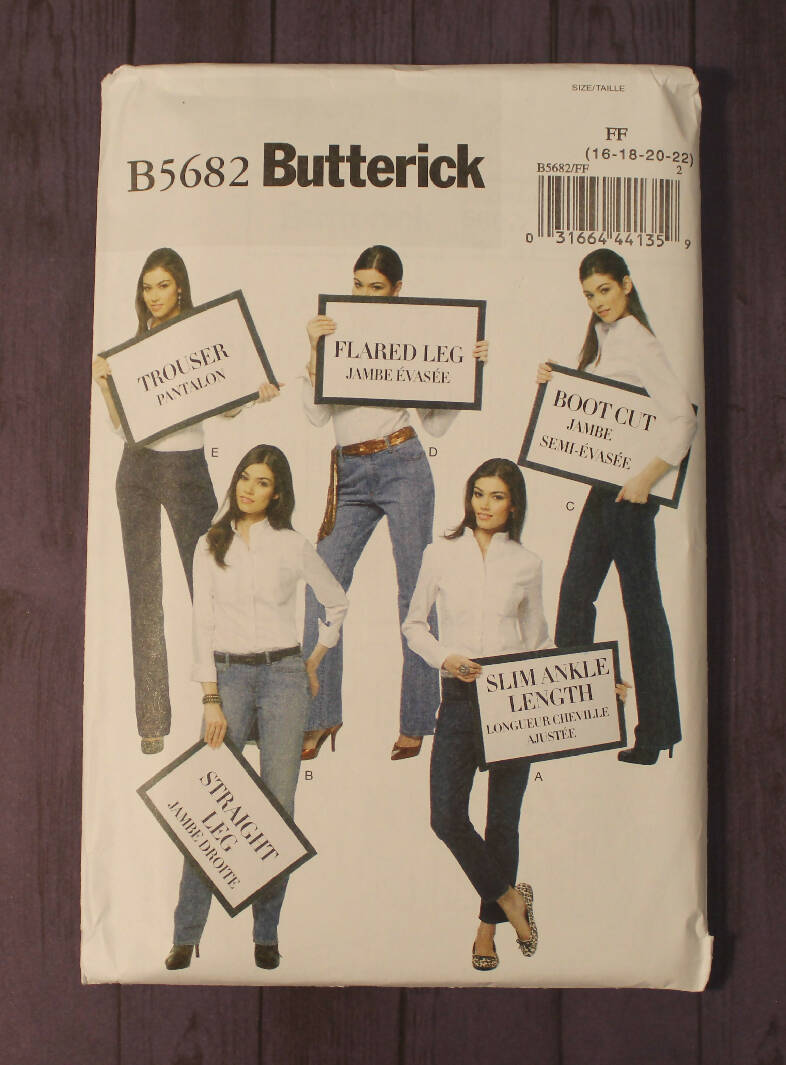 SIZE/TAILLE
FF
(16-18-20-22)
B5682 Butterick
B5682/FF 2
0 31664 44135 9
TROUSER
PANTALON
E
FLARED LEG
JAMBE ÉVASÉE
D
BOOT CUT
JAMBE
SEMI-ÉVASÉE
C
STRAIGHT
LEG
JAMBE DROITE
B
SLIM ANKLE
LENGTH
LONGUEUR CHEVILLE
AJUSTÉE
A